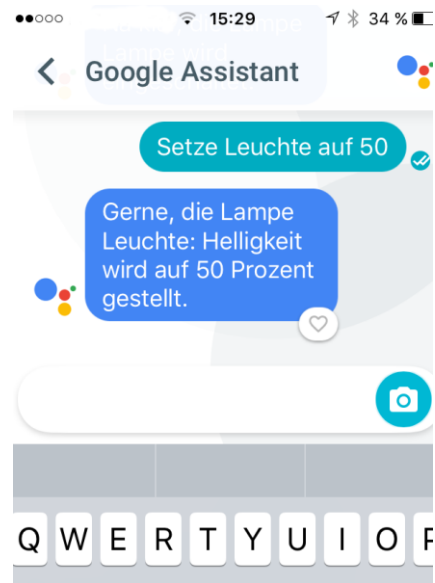 15:29
34 %
Google Assistant
Setze Leuchte auf 50
Gerne, die Lampe
Leuchte: Helligkeit
wird auf 50 Prozent
gestellt.
Q W E R T Y U I O P